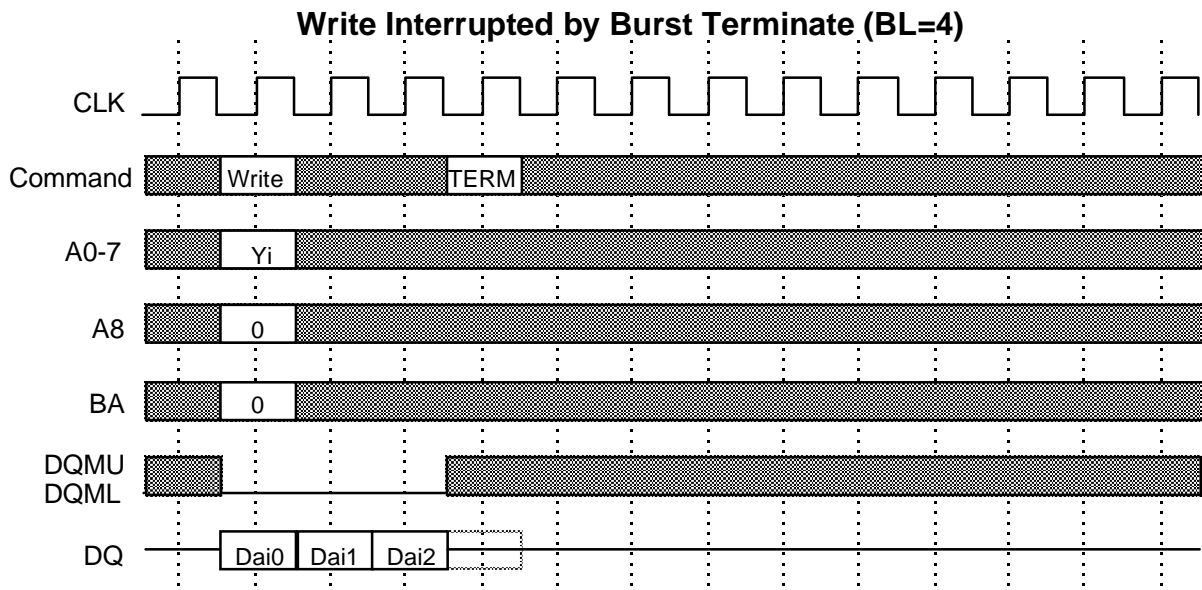 Write Interrupted by Burst Terminate (BL=4)
CLK
Command Write TERM
A0-7 Yi
A8 0
BA 0
DQMU
DQML
DQ Dai0 Dai1 Dai2